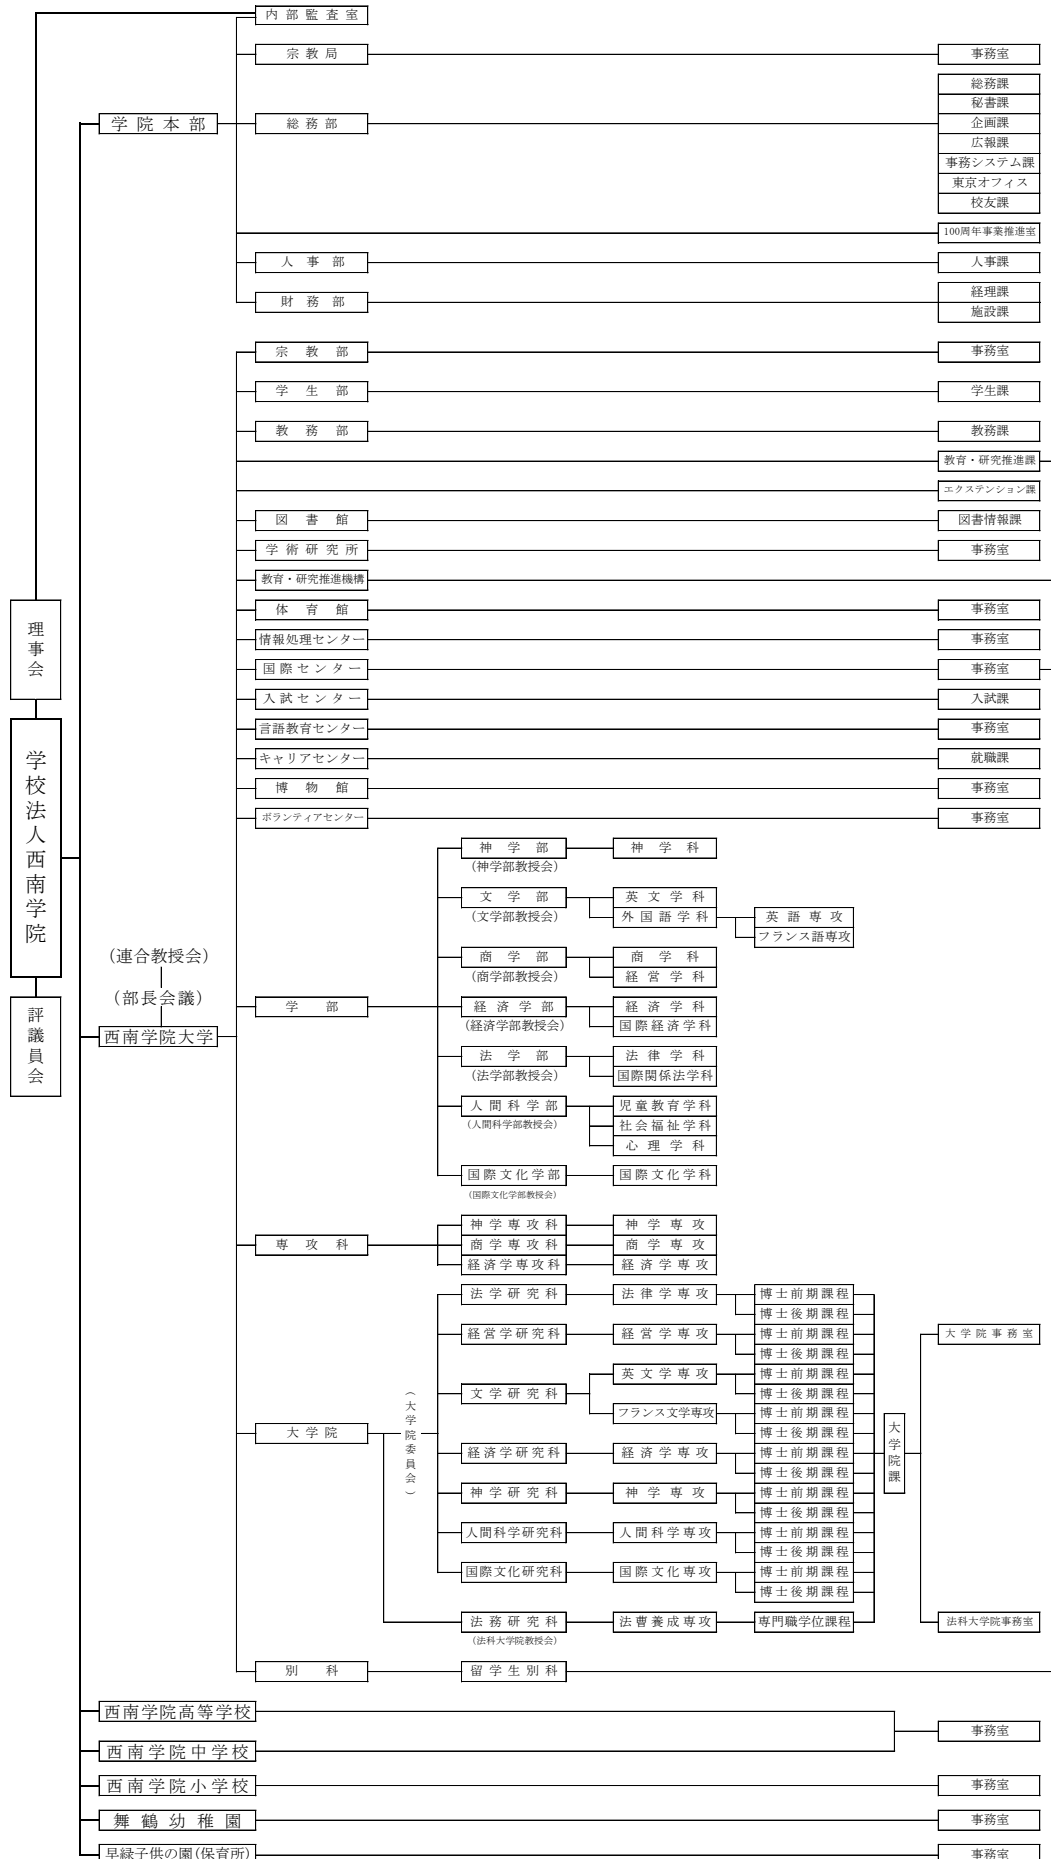 内部監査室
宗教局 事務室
総務課
秘書課
学院本部 総務部 企画課
広報課
事務システム課
東京オフィス
校友課
100周年事業推進室
人事部 人事課
経理課
財務部
施設課
宗教部 事務室
学生部 学生課
教務部 教務課
教育・研究推進課
エクステンション課
図書館 図書情報課
学術研究所 事務室
教育・研究推進機構
体育館 事務室
理事会
情報処理センター 事務室
国際センター 事務室
入試センター 入試課
言語教育センター 事務室
キャリアセンター 就職課
博物館 事務室
ボランティアセンター 事務室
学校法人西南学院
神学部 神学科
(神学部教授会)
文学部 英文学科
(文学部教授会) 外国語学科 英語専攻
フランス語専攻
(連合教授会)
商学部 商学科
(商学部教授会) 経営学科
(部長会議)
学部 経済学部 経済学科
(経済学部教授会) 国際経済学科
評議員会
西南学院大学
法学部 法律学科
(法学部教授会) 国際関係法学科
人間科学部 児童教育学科
(人間科学部教授会) 社会福祉学科
心理学科
国際文化学部 国際文化学科
(国際文化学部教授会)
神学専攻科 神学専攻
専攻科 商学専攻科 商学専攻
経済学専攻科 経済学専攻
法学研究科 法律学専攻 博士前期課程
博士後期課程
経営学研究科 経営学専攻 博士前期課程 大学院事務室
博士後期課程
英文学専攻 博士前期課程
文学研究科 博士後期課程
フランス文学専攻 博士前期課程
大学院 (大学院委員会) 博士後期課程
経済学研究科 経済学専攻 博士前期課程 大学院課
博士後期課程
神学研究科 神学専攻 博士前期課程
博士後期課程
人間科学研究科 人間科学専攻 博士前期課程
博士後期課程
国際文化研究科 国際文化専攻 博士前期課程
博士後期課程
法務研究科 法曹養成専攻 専門職学位課程 法科大学院事務室
(法科大学院教授会)
別科 留学生別科
西南学院高等学校
事務室
西南学院中学校
西南学院小学校 事務室
舞鶴幼稚園 事務室
早緑子供の園(保育所) 事務室